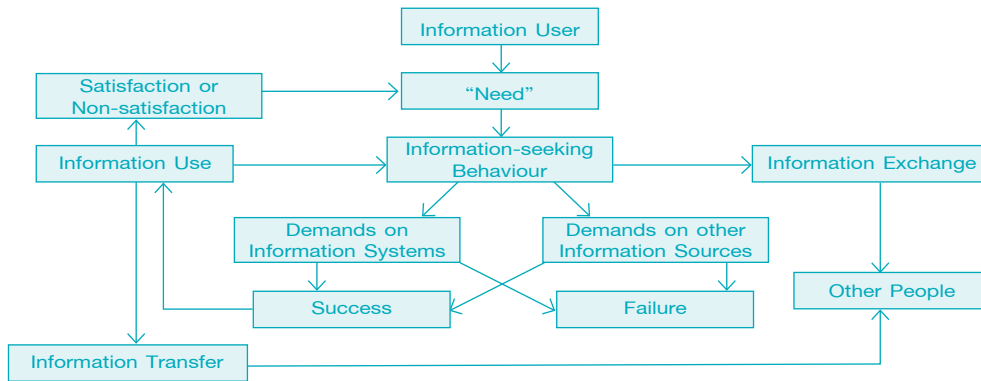 Information User
Satisfaction or
Non-satisfaction
“Need”
Information Use
Information-seeking
Behaviour
Information Exchange
Demands on
Information Systems
Demands on other
Information Sources
Success
Failure
Other People
Information Transfer